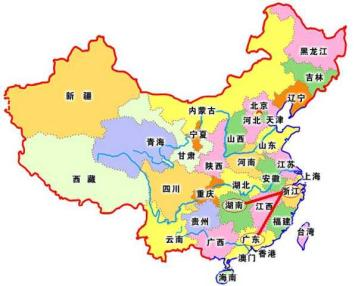 黑龙江
吉林
辽宁
新疆
内蒙古
北京
河北
天津
宁夏
山西
山东
青海
甘肃
陕西
河南
江苏
西藏
上海
四川
湖北
安徽
重庆
浙江
湖南
江西
贵州
福建
云南
广西
广东
台湾
澳门
香港
海南